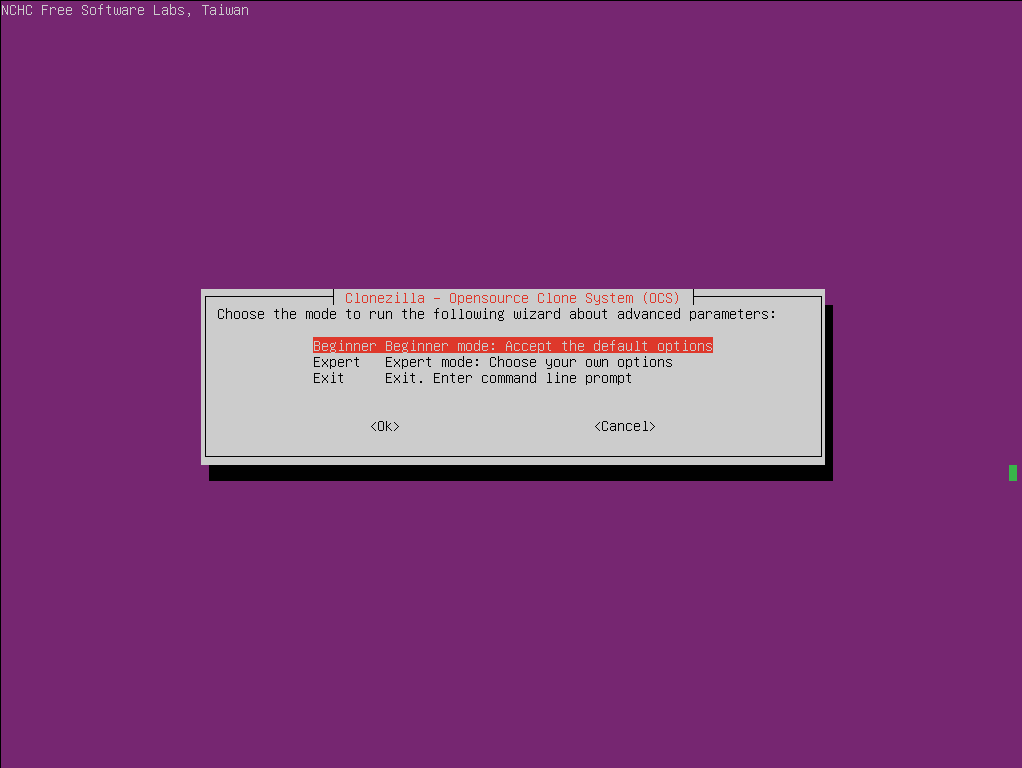 NCHC Free Software Labs, Taiwan
Clonezilla - Opensource Clone System (OCS)
Choose the mode to run the following wizard about advanced parameters:
Beginner Beginner mode: Accept the default options
Expert Expert mode: Choose your own options
Exit Exit. Enter command line prompt
<Ok> <Cancel>